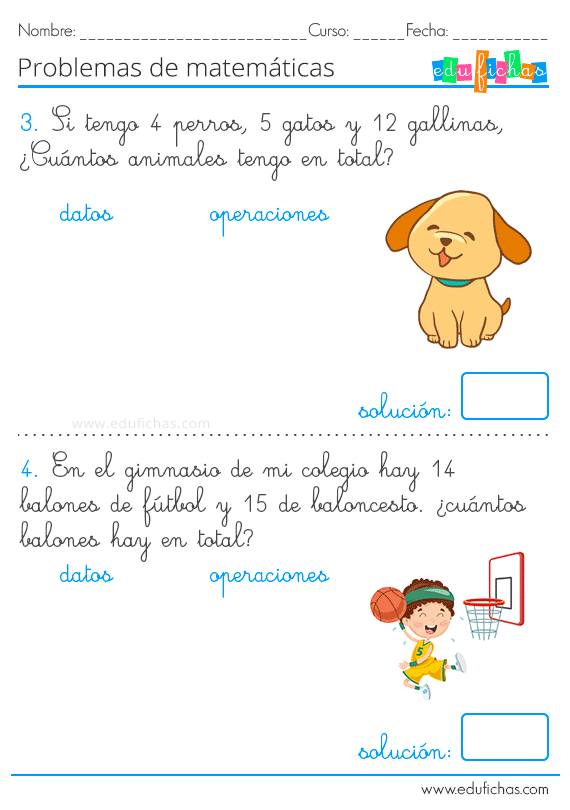 Nombre: __________________________ Curso: ______ Fecha: ___________
Problemas de matemáticas
edufichas
3. Si tengo 4 perros, 5 gatos y 12 gallinas,
¿Cuántos animales tengo en total?
datos operaciones
solución:
www.edufichas.com
4. En el gimnasio de mi colegio hay 14
balones de fútbol y 15 de baloncesto. ¿cuántos
balones hay en total?
datos operaciones
5
solución:
www.edufichas.com